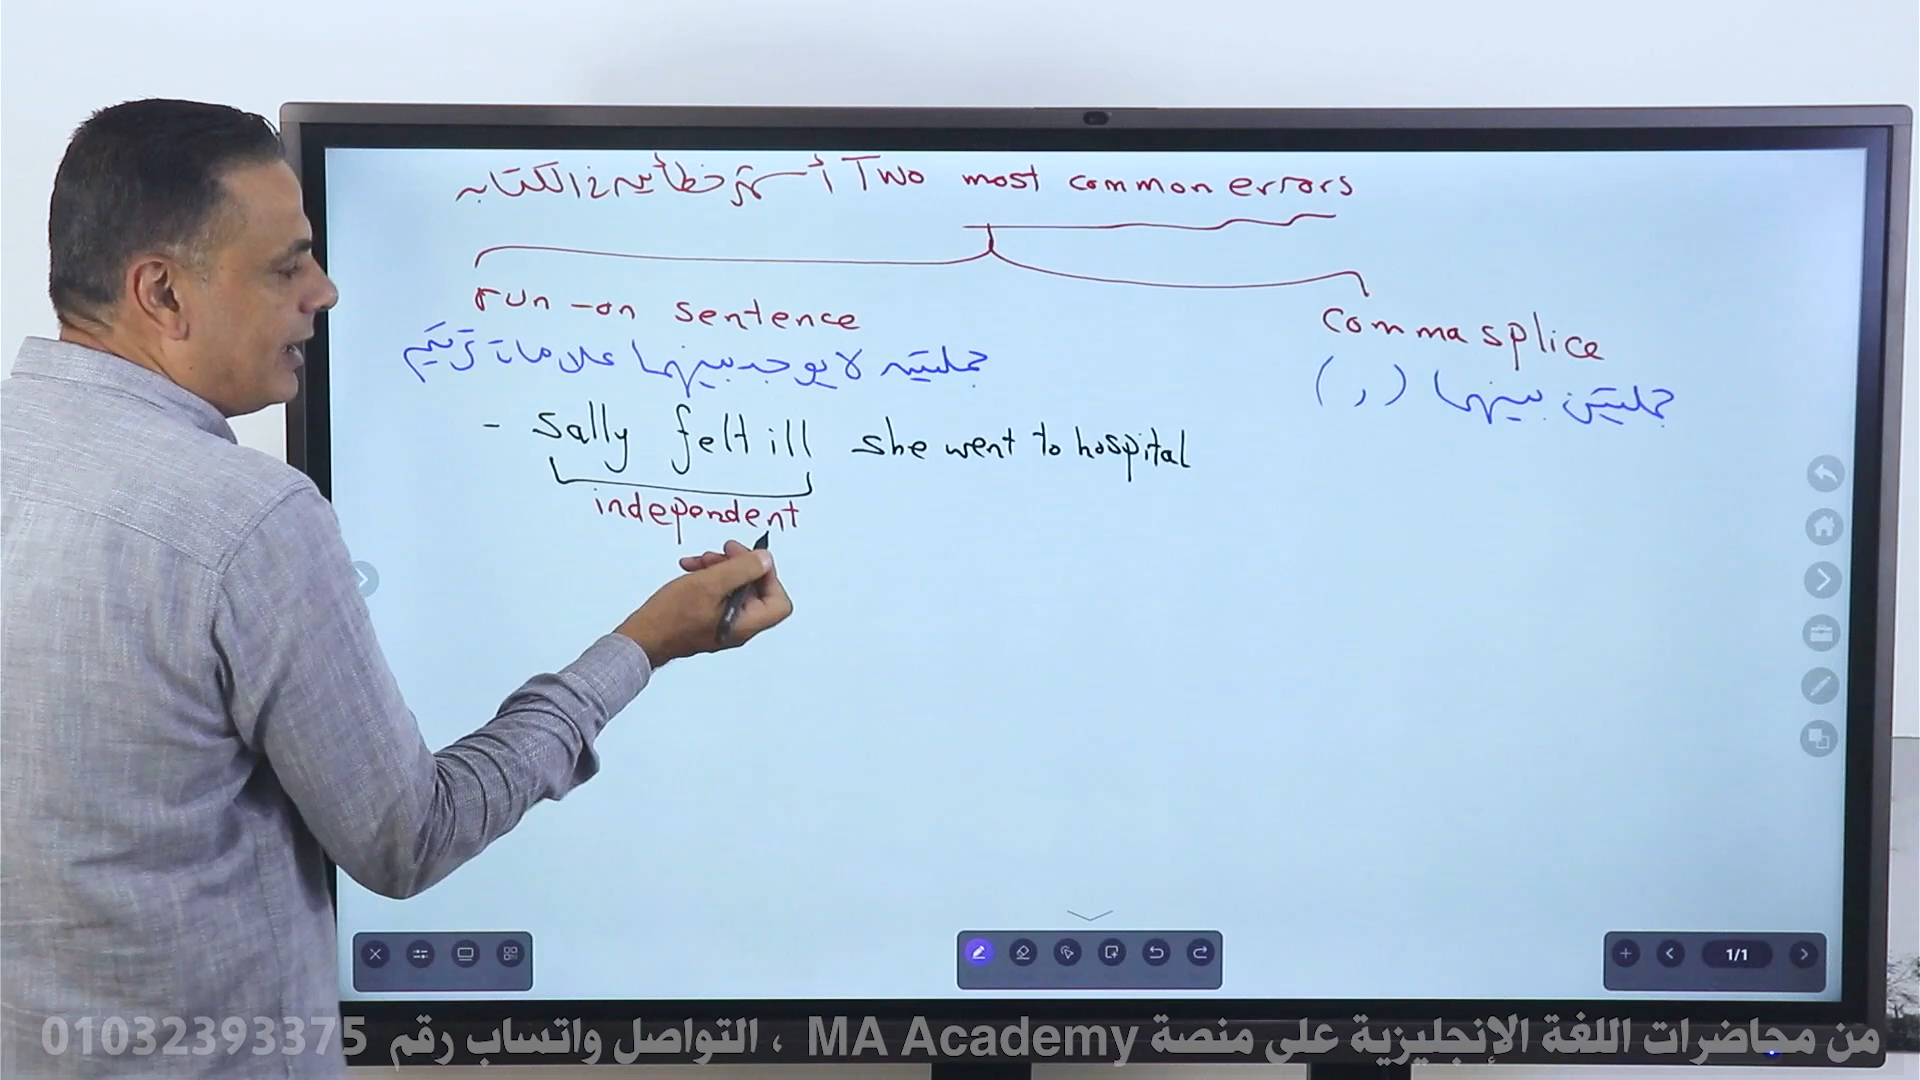 أشهر خطأين في الكتابه Two most common errors
run-on sentence
comma splice
جملتين لا يوجد بينهما علامات ترقيم
جملتين بينهما (,)
- Sally felt ill she went to hospital
independent
1/1
من محاضرات اللغة الإنجليزية على منصة MA Academy ، التواصل واتساب رقم 01032393375